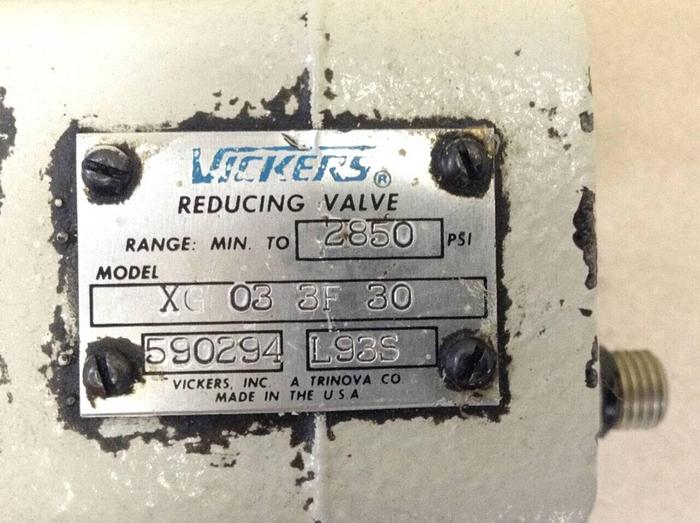 VICKERS ®
REDUCING VALVE
RANGE: MIN. TO 2850 PSI
MODEL
XG 03 3F 30
590294 L93S
VICKERS, INC. A TRINOVA CO
MADE IN THE U S A